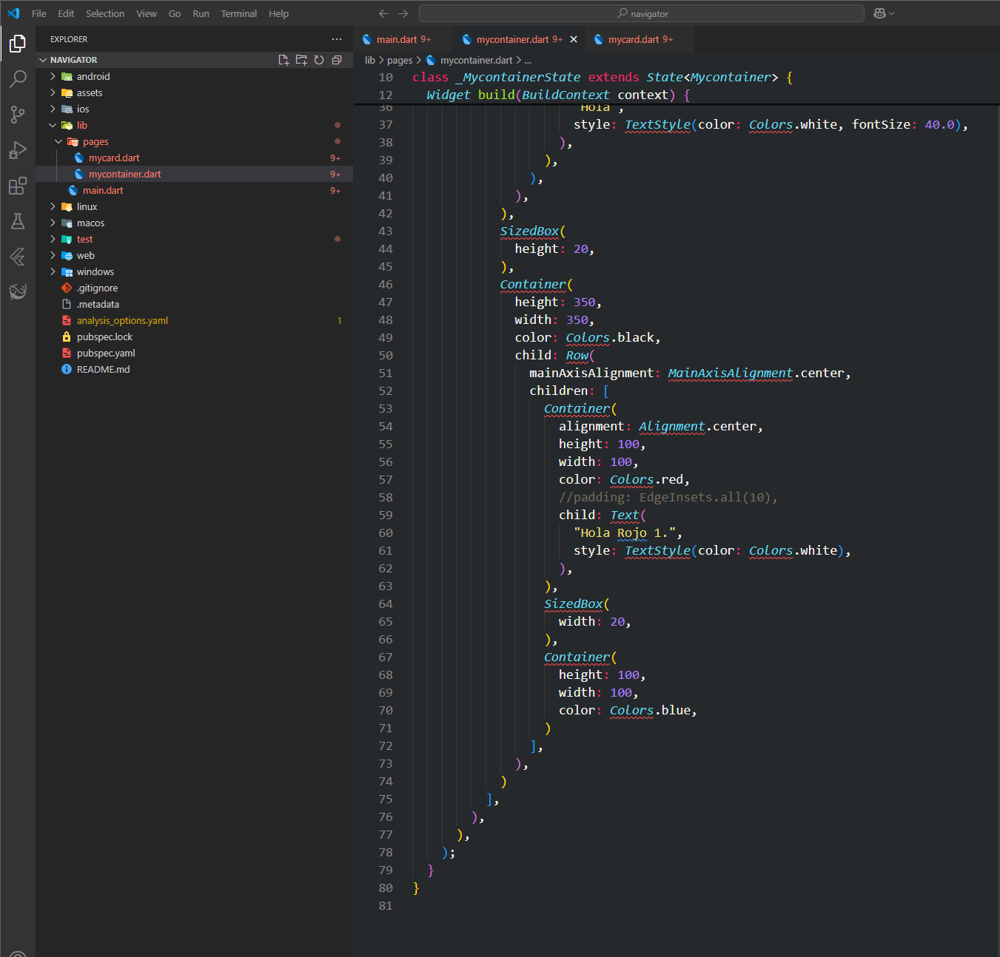 File Edit Selection View Go Run Terminal Help
navigator
EXPLORER
main.dart 9+
mycontainer.dart 9+
mycard.dart 9+
NAVIGATOR
lib > pages > mycontainer.dart > ...
android
assets
ios
lib
pages
mycard.dart 9+
mycontainer.dart 9+
main.dart 9+
linux
macos
test
web
windows
.gitignore
.metadata
analysis_options.yaml 1
pubspec.lock
pubspec.yaml
README.md
10 class _MycontainerState extends State<Mycontainer> {
12 Widget build(BuildContext context) {
36 "Hola",
37 style: TextStyle(color: Colors.white, fontSize: 40.0),
38 ),
39 ),
40 ),
41 ),
42 ),
43 SizedBox(
44 height: 20,
45 ),
46 Container(
47 height: 350,
48 width: 350,
49 color: Colors.black,
50 child: Row(
51 mainAxisAlignment: MainAxisAlignment.center,
52 children: [
53 Container(
54 alignment: Alignment.center,
55 height: 100,
56 width: 100,
57 color: Colors.red,
58 //padding: EdgeInsets.all(10),
59 child: Text(
60 "Hola Rojo 1.",
61 style: TextStyle(color: Colors.white),
62 ),
63 ),
64 SizedBox(
65 width: 20,
66 ),
67 Container(
68 height: 100,
69 width: 100,
70 color: Colors.blue,
71 )
72 ],
73 ),
74 )
75 ],
76 ),
77 ),
78 );
79 }
80 }
81